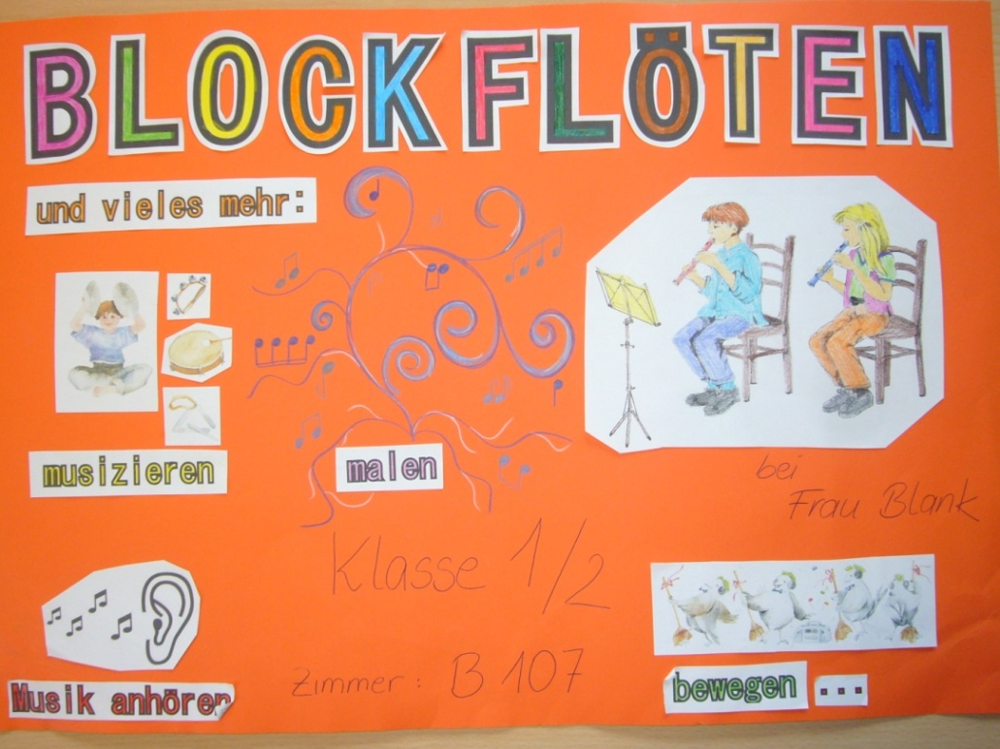 BLOCKFLÖTEN
und vieles mehr:
musizieren
malen
bei
Frau Blank
Klasse 1/2
Musik anhören
Zimmer: B 107
bewegen ...